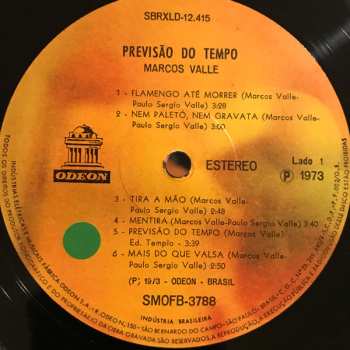 SBRXLD-12.415
PREVISÃO DO TEMPO
MARCOS VALLE
1 - FLAMENGO ATÉ MORRER (Marcos Valle-
Paulo Sergio Valle) 3:28
2 - NEM PALETÓ, NEM GRAVATA (Marcos Valle-
Paulo Sergio Valle) 3:00
ODEON
ESTEREO
Lado 1
(P) 1973
3 - TIRA A MÃO (Marcos Valle-
Paulo Sergio Valle) 2:48
4 - MENTIRA (Marcos Valle-Paulo Sergio Valle) 3:40
5 - PREVISÃO DO TEMPO (Marcos Valle)
Ed. Templo - 3:39
6 - MAIS DO QUE VALSA (Marcos Valle-
Paulo Sergio Valle) 2:50
(P) 1973 - ODEON - BRASIL
SMOFB-3788
INDÚSTRIA BRASILEIRA